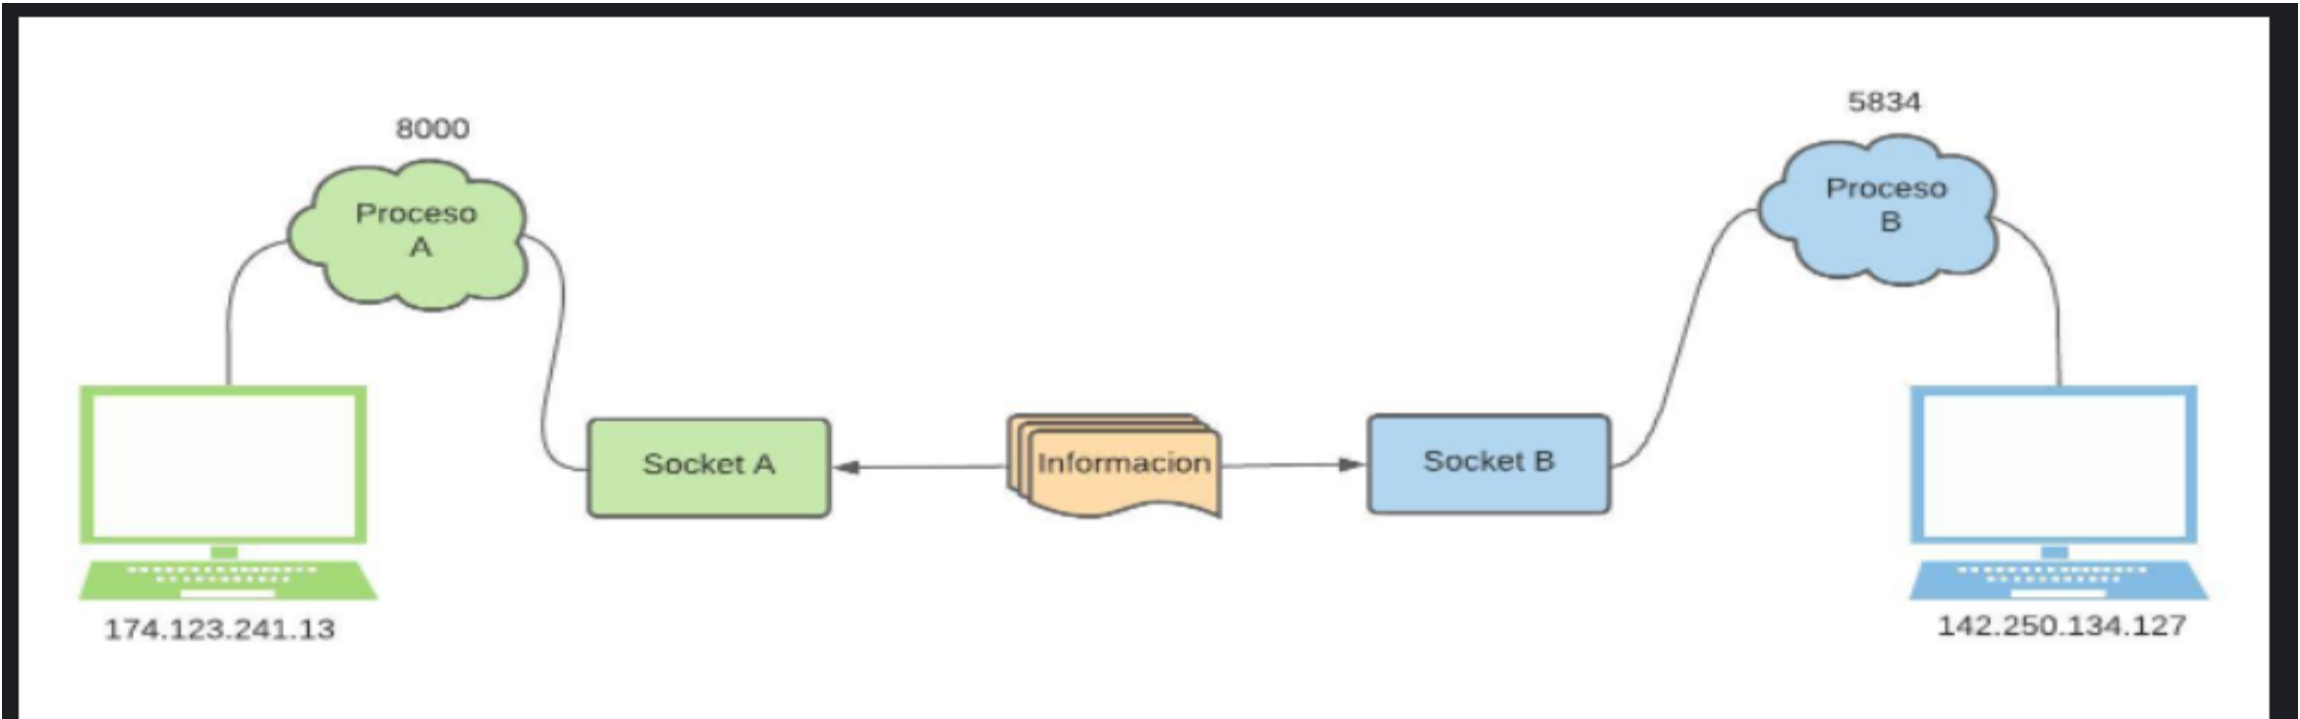 8000
Proceso
A
5834
Proceso
B
Socket A
Informacion
Socket B
174.123.241.13
142.250.134.127